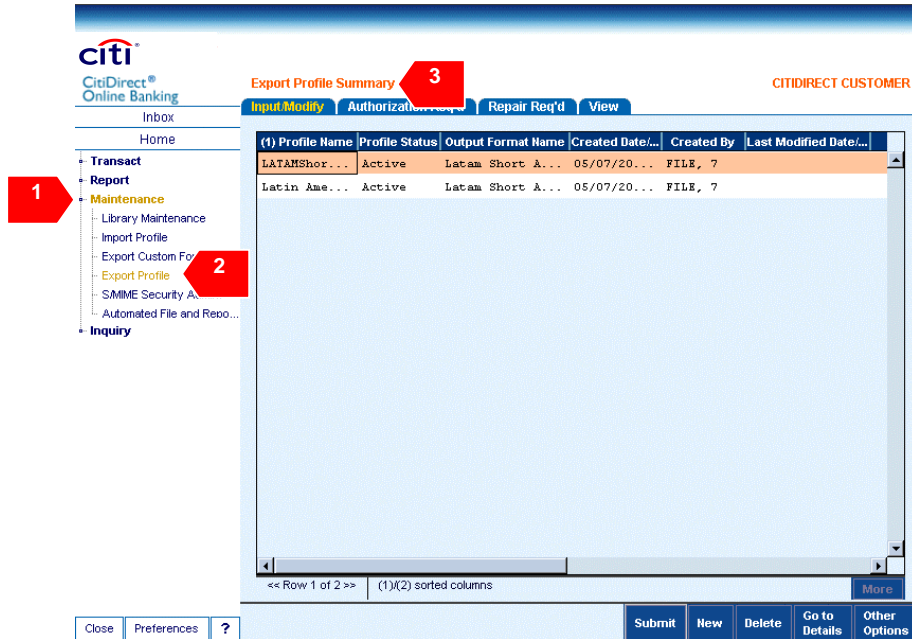 citi®
CitiDirect®
Online Banking
Inbox
Home
Transact
Report
1
Maintenance
Library Maintenance
Import Profile
Export Custom Fo
2
Export Profile
S/MIME Security A
Automated File and Repo...
Inquiry
Export Profile Summary
3
CITIDIRECT CUSTOMER
Input/Modify Authorization Req'd Repair Req'd View
(1) Profile Name Profile Status Output Format Name Created Date/... Created By Last Modified Date/...
LATAMShor... Active Latam Short A... 05/07/20... FILE, 7
Latin Ame... Active Latam Short A... 05/07/20... FILE, 7
<< Row 1 of 2 >> (1)/(2) sorted columns More
Close Preferences ? Submit New Delete Go to Details Other Options